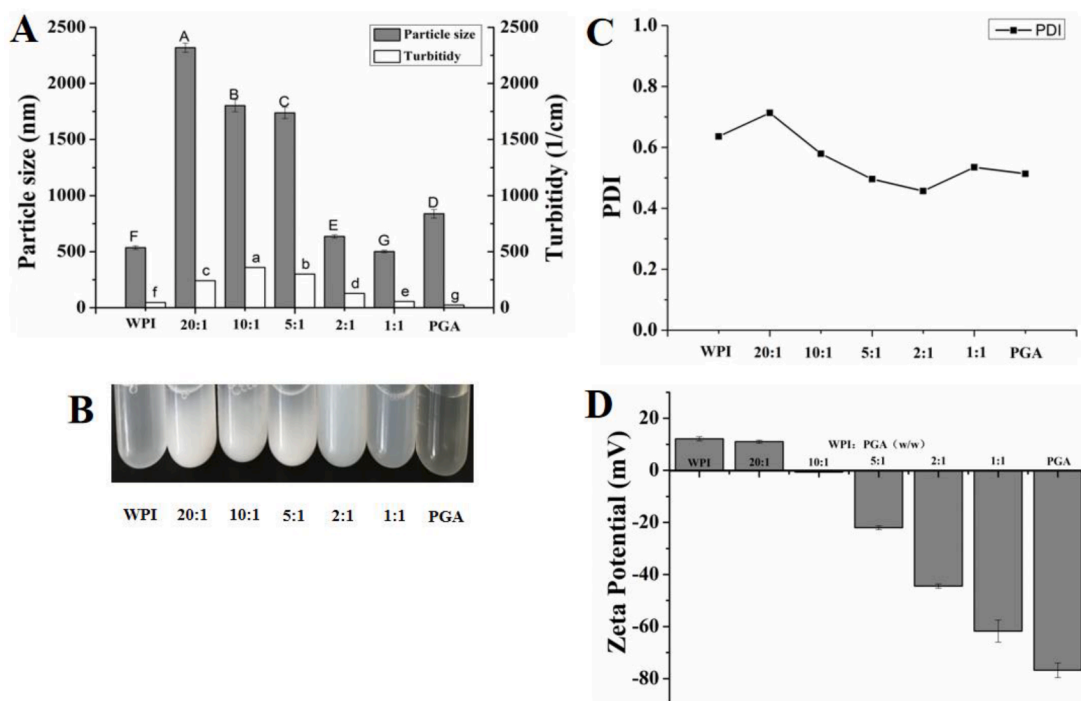 A
Particle size (nm)
2500
2000
1500
1000
500
0
Particle size
Turbitidy
A
B
C
D
E
F
G
a
b
c
d
e
f
g
2500
2000
1500
1000
500
0
Turbitidy (1/cm)
WPI 20:1 10:1 5:1 2:1 1:1 PGA
B
WPI 20:1 10:1 5:1 2:1 1:1 PGA
C
PDI
1.0
0.8
0.6
0.4
0.2
0.0
PDI
WPI 20:1 10:1 5:1 2:1 1:1 PGA
D
Zeta Potential (mV)
20
0
-20
-40
-60
-80
WPI: PGA (w/w)
WPI 20:1 10:1 5:1 2:1 1:1 PGA